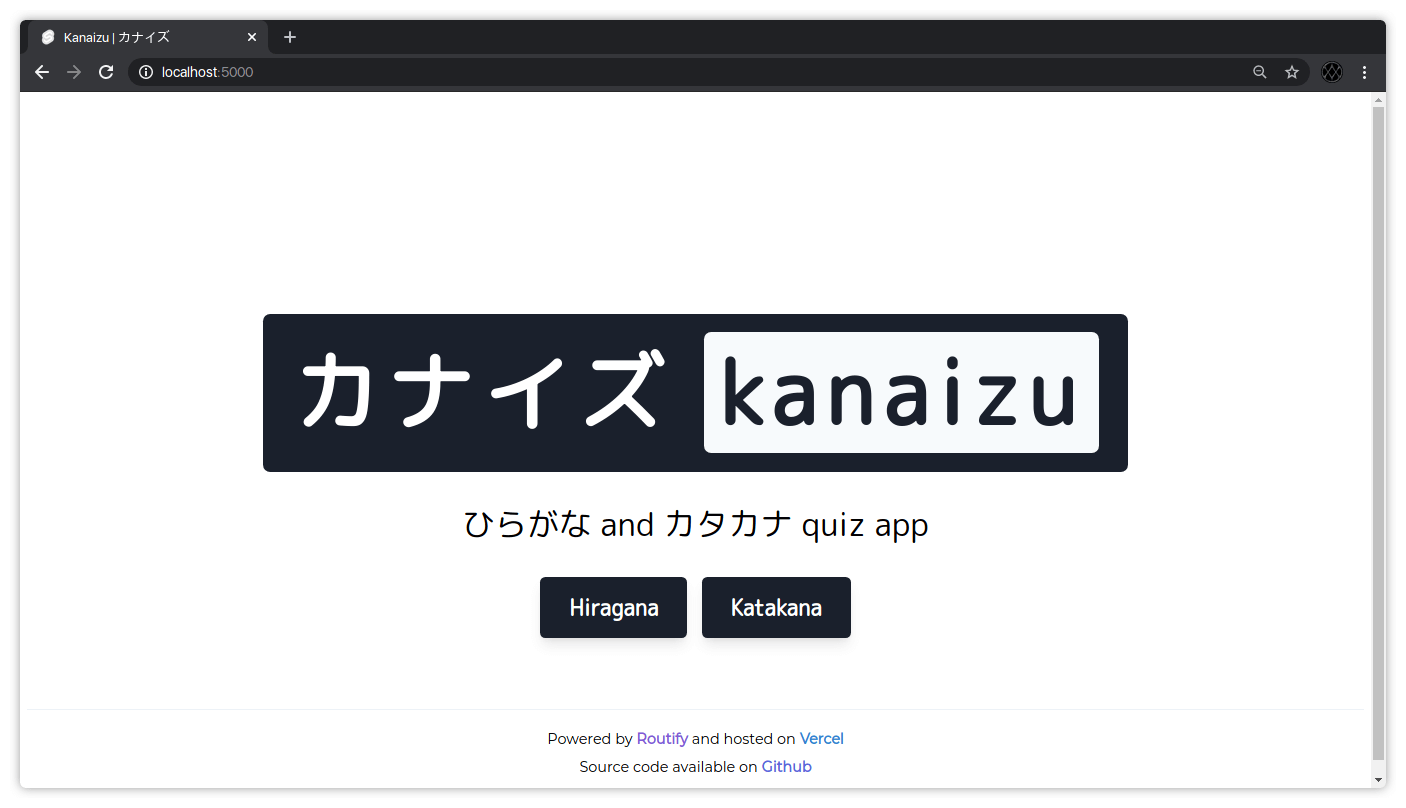 Kanaizu | カナイズ
localhost:5000
カナイズ kanaizu
ひらがな and カタカナ quiz app
Hiragana Katakana
Powered by Routify and hosted on Vercel
Source code available on Github